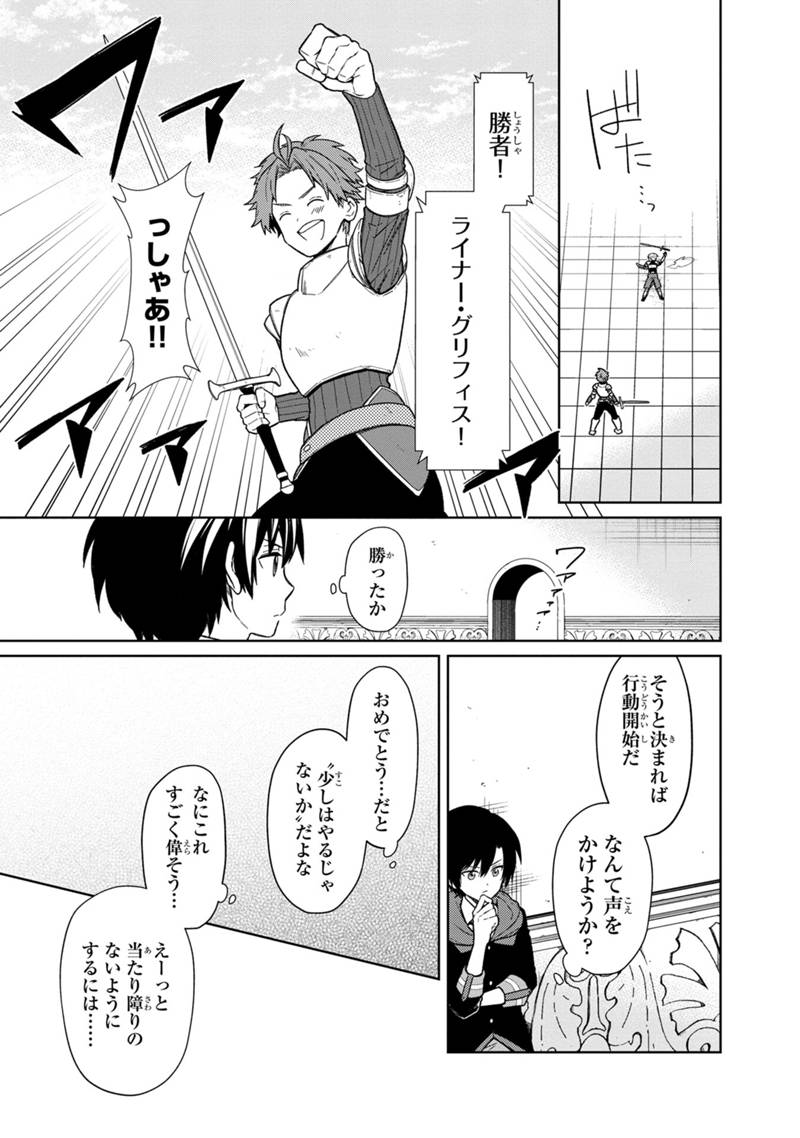 ばた…っ
勝者!
ライナー・グリフィス!
ワアアア
っしゃあ!!
ワアァ
勝ったか
そうと決まれば
行動開始だ
なんて声を
かけようか?
おめでとう…だと
〝少しはやるじゃ
ないか〟だよな
なにこれ
すごく偉そう…
えーっと
当たり障りの
ないように
するには……